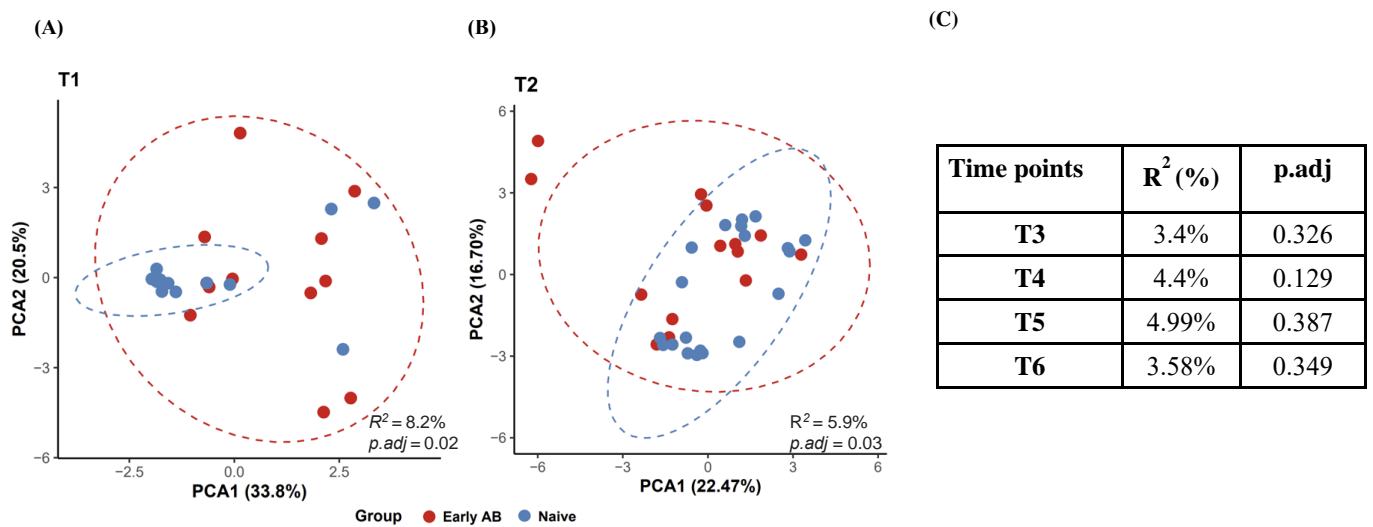 (A)
T1
PCA2 (20.5%)
3
0
−3
−6
−2.5
0.0
2.5
PCA1 (33.8%)
R² = 8.2%
p.adj = 0.02
(B)
T2
PCA2 (16.70%)
6
3
0
−3
−6
−6
−3
0
3
6
PCA1 (22.47%)
R² = 5.9%
p.adj = 0.03
Group Early AB Naive
(C)
Time points R² (%) p.adj
T3 3.4% 0.326
T4 4.4% 0.129
T5 4.99% 0.387
T6 3.58% 0.349